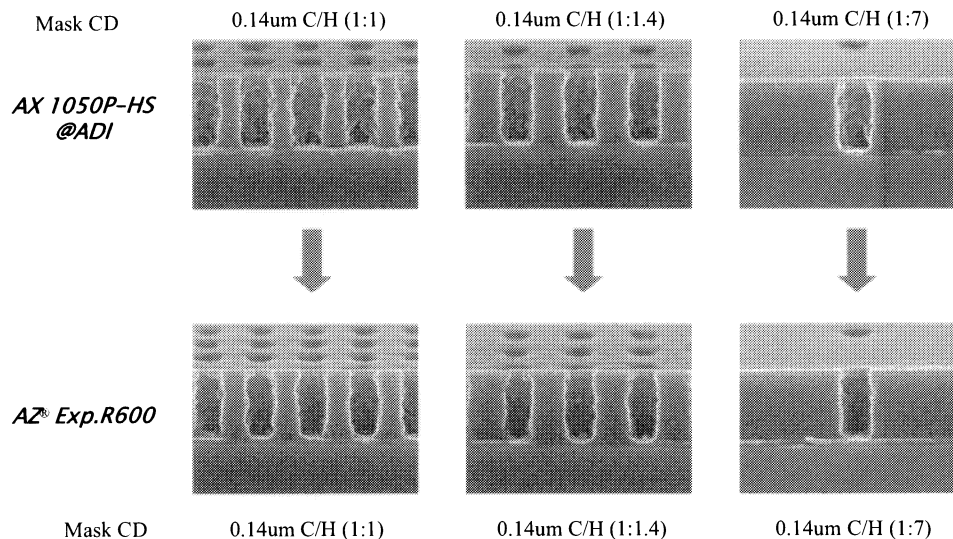 Mask CD 0.14um C/H (1:1) 0.14um C/H (1:1.4) 0.14um C/H (1:7)
AX 1050P-HS
@ADI
AZ® Exp.R600
Mask CD 0.14um C/H (1:1) 0.14um C/H (1:1.4) 0.14um C/H (1:7)